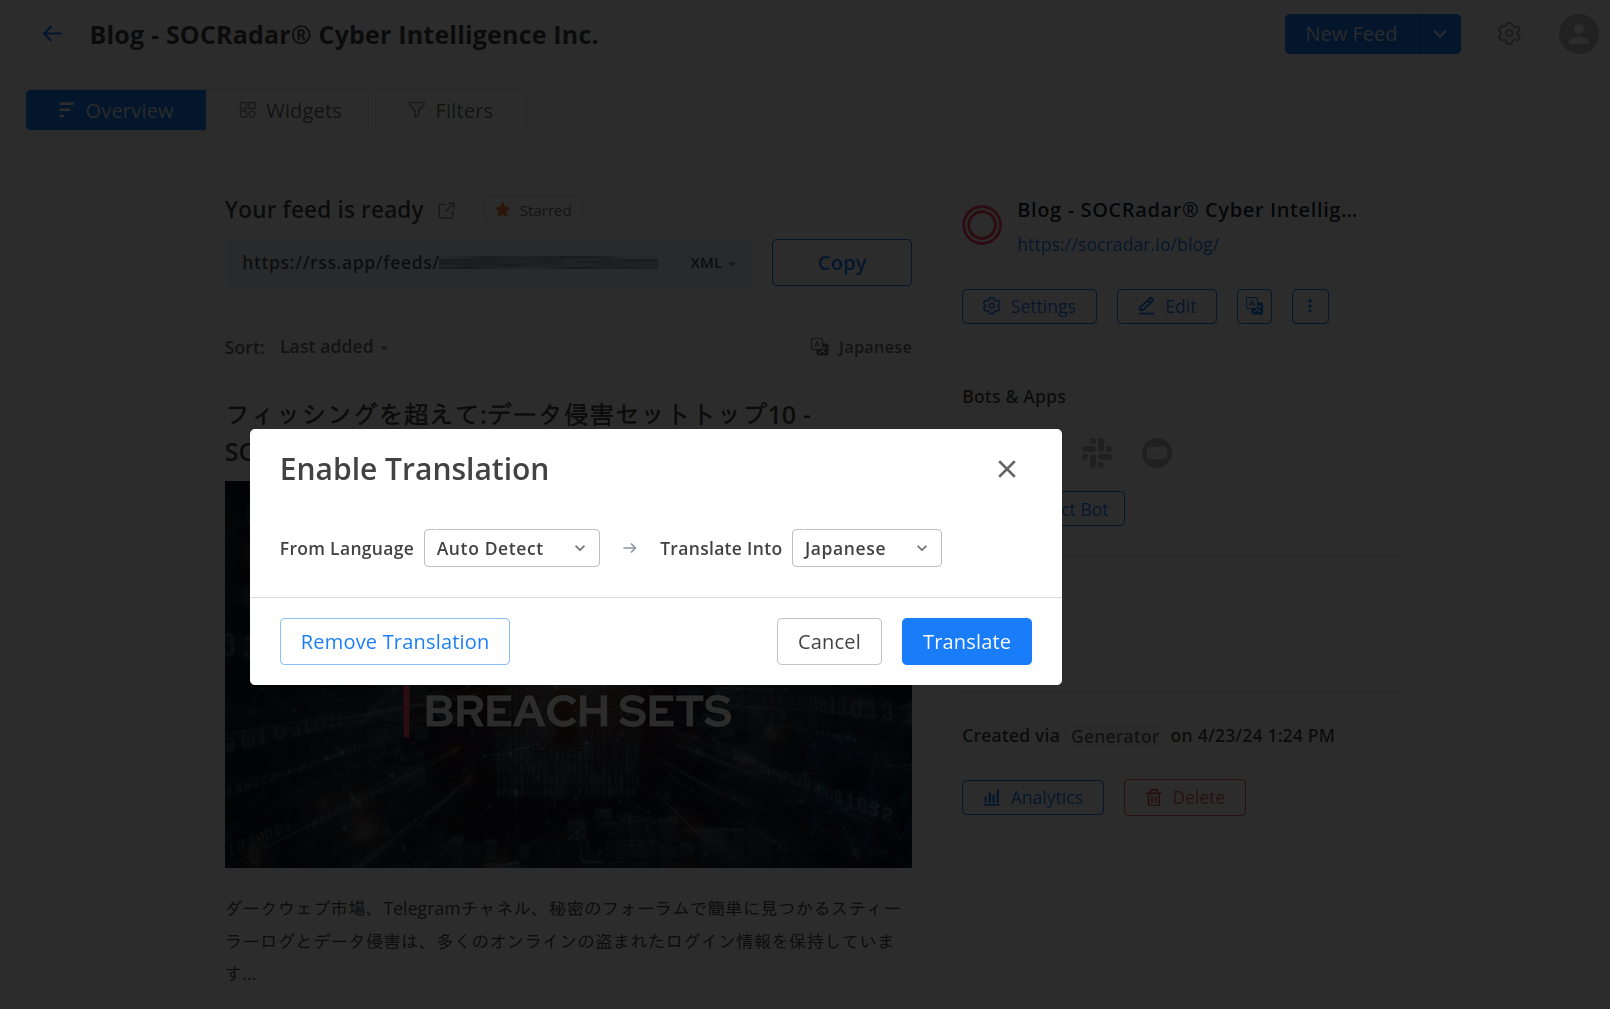 Blog - SOCRadar® Cyber Intelligence Inc.
New Feed
Overview
Widgets
Filters
Your feed is ready
Starred
https://rss.app/feeds/
XML
Copy
Sort: Last added
Japanese
フィッシングを超えて:データ侵害セットトップ10 -
SO
Blog - SOCRadar® Cyber Intellig...
https://socradar.io/blog/
Settings
Edit
Bots & Apps
ct Bot
Enable Translation
From Language
Auto Detect
Translate Into
Japanese
Remove Translation
Cancel
Translate
BREACH SETS
ダークウェブ市場、Telegramチャネル、秘密のフォーラムで簡単に見つかるスティー
ラーログとデータ侵害は、多くのオンラインの盗まれたログイン情報を保持していま
す...
Created via Generator on 4/23/24 1:24 PM
Analytics
Delete